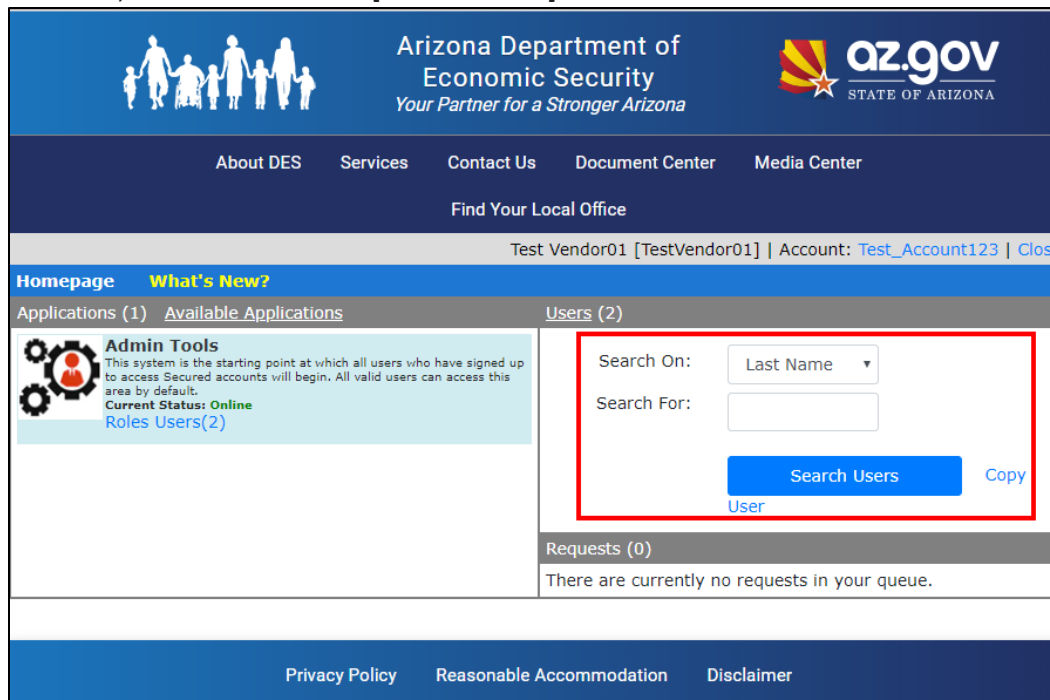 Arizona Department of
Economic Security
Your Partner for a Stronger Arizona
az.gov
STATE OF ARIZONA
About DES Services Contact Us Document Center Media Center
Find Your Local Office
Test Vendor01 [TestVendor01] | Account: Test_Account123 | Clos
Homepage What's New?
Applications (1) Available Applications
Admin Tools
This system is the starting point at which all users who have signed up
to access Secured accounts will begin. All valid users can access this
area by default.
Current Status: Online
Roles Users(2)
Users (2)
Search On: Last Name
Search For:
Search Users Copy
User
Requests (0)
There are currently no requests in your queue.
Privacy Policy Reasonable Accommodation Disclaimer